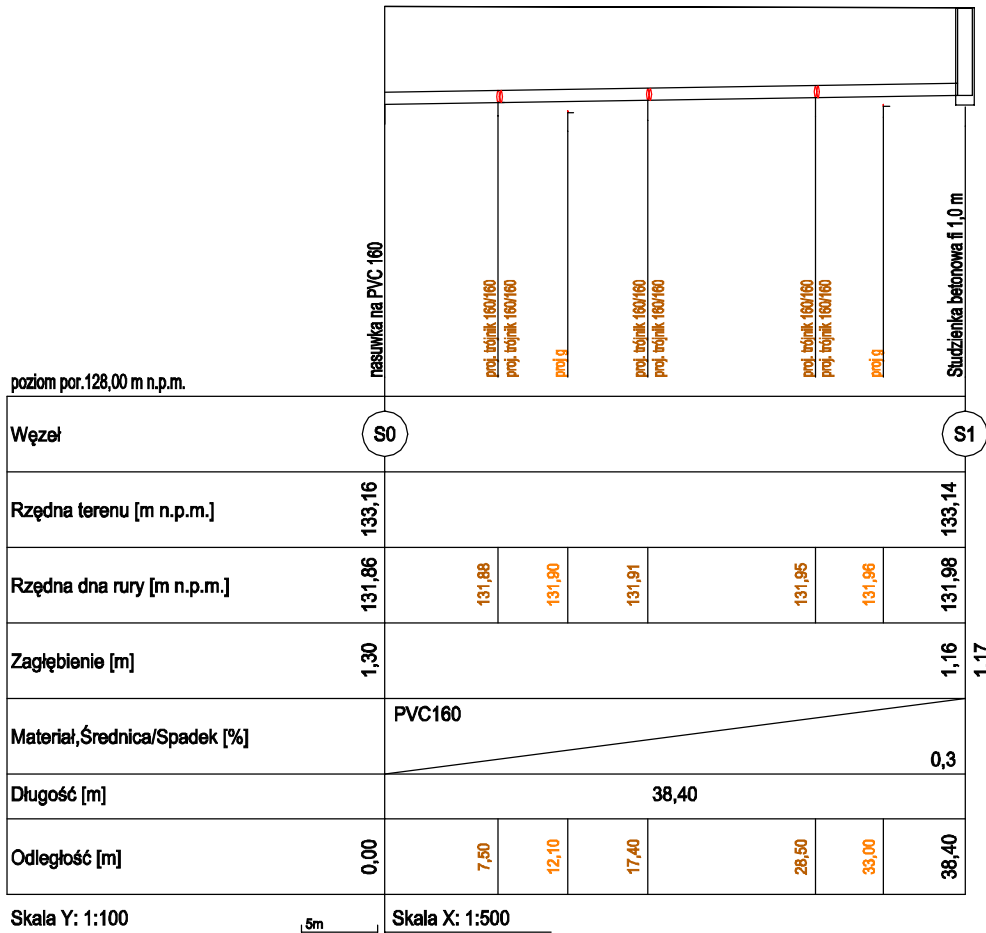 nasuwka na PVC 160
proj. trójnik 160/160
proj. trójnik 160/160
proj g
proj. trójnik 160/160
proj. trójnik 160/160
proj. trójnik 160/160
proj. trójnik 160/160
proj g
Studzienka betonowa fi 1,0 m
poziom por.128,00 m n.p.m.
Węzeł S0 S1
Rzędna terenu [m n.p.m.] 133,16 133,14
Rzędna dna rury [m n.p.m.] 131,86 131,88 131,90 131,91 131,95 131,96 131,98
Zagłębienie [m] 1,30 1,16 1,17
Materiał,Średnica/Spadek [%] PVC160 0,3
Długość [m] 38,40
Odległość [m] 0,00 7,50 12,10 17,40 28,50 33,00 38,40
Skala Y: 1:100 5m Skala X: 1:500